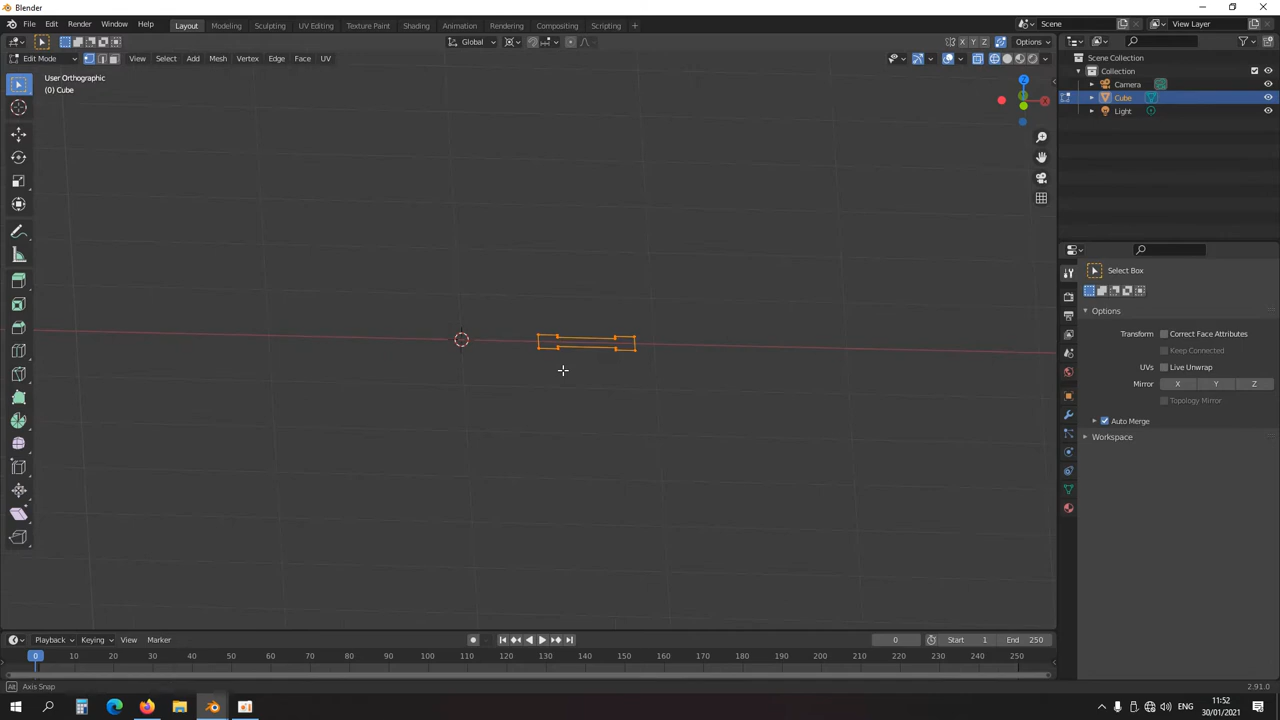 Blender
File Edit Render Window Help Layout Modeling Sculpting UV Editing Texture Paint Shading Animation Rendering Compositing Scripting + Scene View Layer
Global X Y Z Options
Edit Mode View Select Add Mesh Vertex Edge Face UV
User Orthographic
(0) Cube
Z
X
Scene Collection
Collection
Camera
Cube
Light
Select Box
Options
Transform Correct Face Attributes
Keep Connected
UVs Live Unwrap
Mirror X Y Z
Topology Mirror
Auto Merge
Workspace
Playback Keying View Marker 0 Start 1 End 250
0 10 20 30 40 50 60 70 80 90 100 110 120 130 140 150 160 170 180 190 200 210 220 230 240 250
Alt Axis Snap 2.91.0
ENG 11:52
30/01/2021